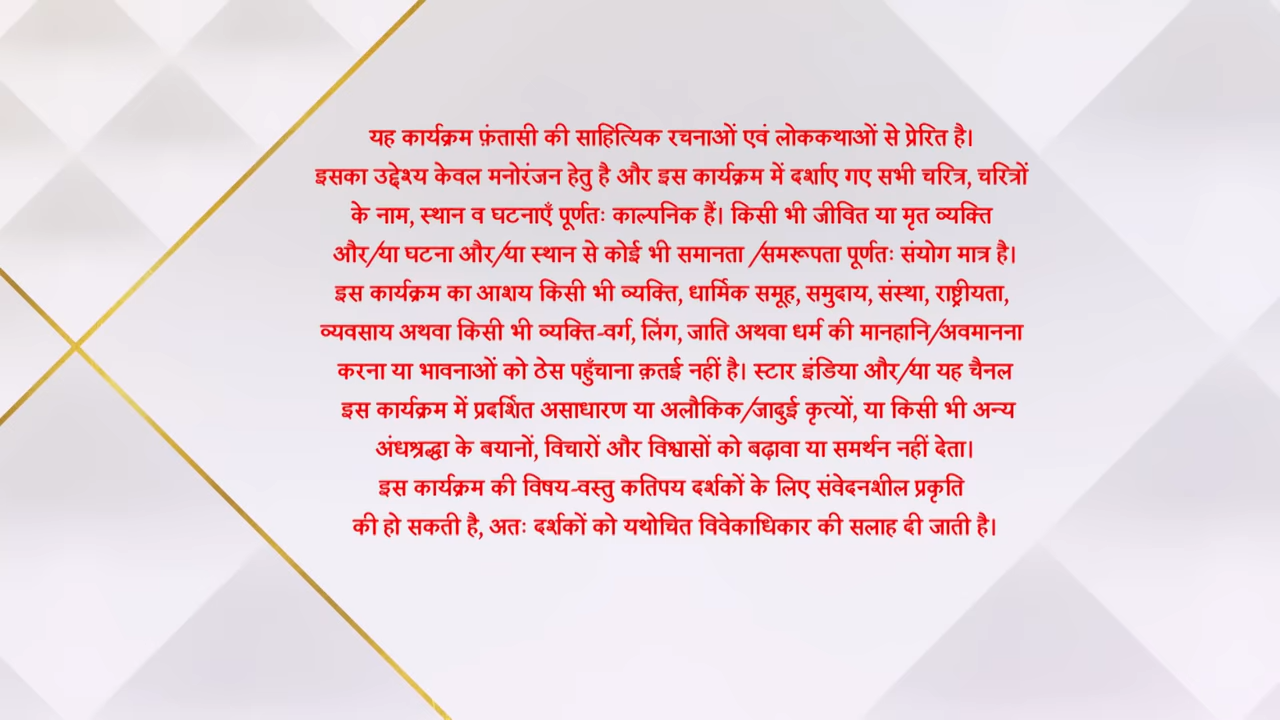 यह कार्यक्रम फ़ंतासी की साहित्यिक रचनाओं एवं लोककथाओं से प्रेरित है।
इसका उद्देश्य केवल मनोरंजन हेतु है और इस कार्यक्रम में दर्शाए गए सभी चरित्र, चरित्रों
के नाम, स्थान व घटनाएँ पूर्णतः काल्पनिक हैं। किसी भी जीवित या मृत व्यक्ति
और/या घटना और/या स्थान से कोई भी समानता /समरूपता पूर्णतः संयोग मात्र है।
इस कार्यक्रम का आशय किसी भी व्यक्ति, धार्मिक समूह, समुदाय, संस्था, राष्ट्रीयता,
व्यवसाय अथवा किसी भी व्यक्ति-वर्ग, लिंग, जाति अथवा धर्म की मानहानि/अवमानना
करना या भावनाओं को ठेस पहुँचाना क़तई नहीं है। स्टार इंडिया और/या यह चैनल
इस कार्यक्रम में प्रदर्शित असाधारण या अलौकिक/जादुई कृत्यों, या किसी भी अन्य
अंधश्रद्धा के बयानों, विचारों और विश्वासों को बढ़ावा या समर्थन नहीं देता।
इस कार्यक्रम की विषय-वस्तु कतिपय दर्शकों के लिए संवेदनशील प्रकृति
की हो सकती है, अतः दर्शकों को यथोचित विवेकाधिकार की सलाह दी जाती है।